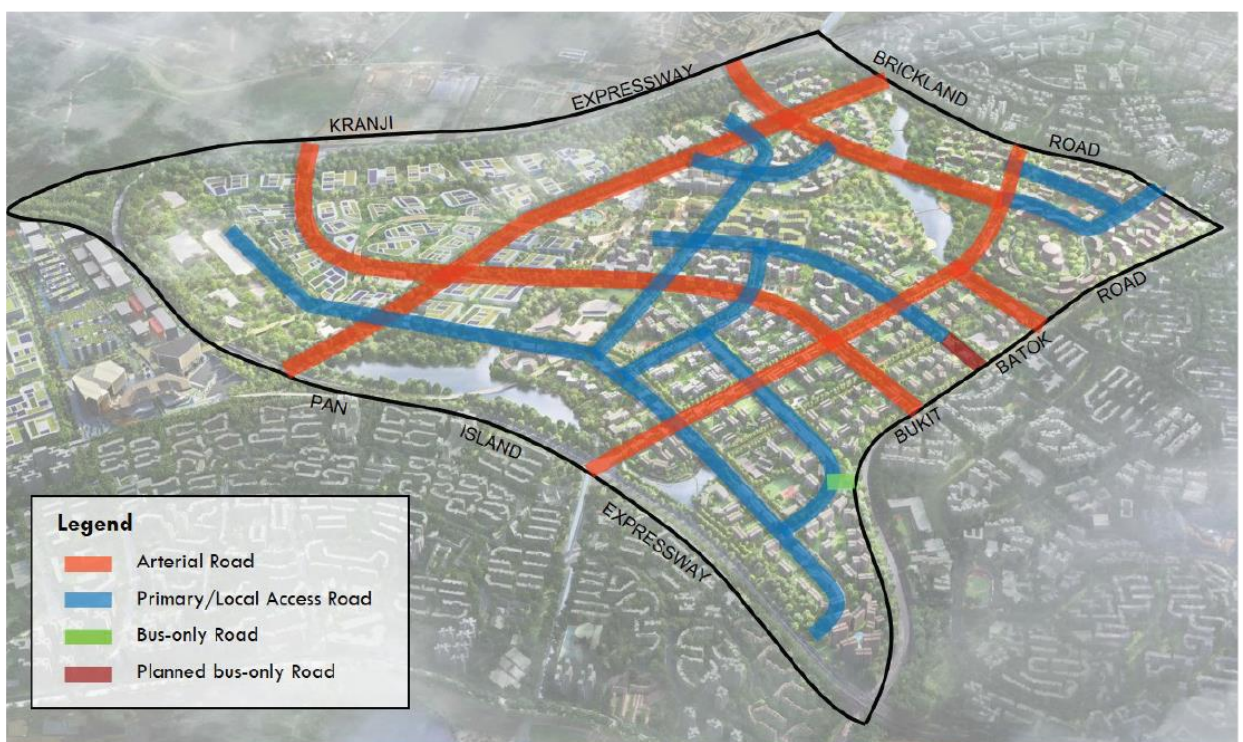 BRICKLAND
EXPRESSWAY
KRANJI
ROAD
ROAD
BATOK
PAN
BUKIT
ISLAND
EXPRESSWAY
Legend
Arterial Road
Primary/Local Access Road
Bus-only Road
Planned bus-only Road